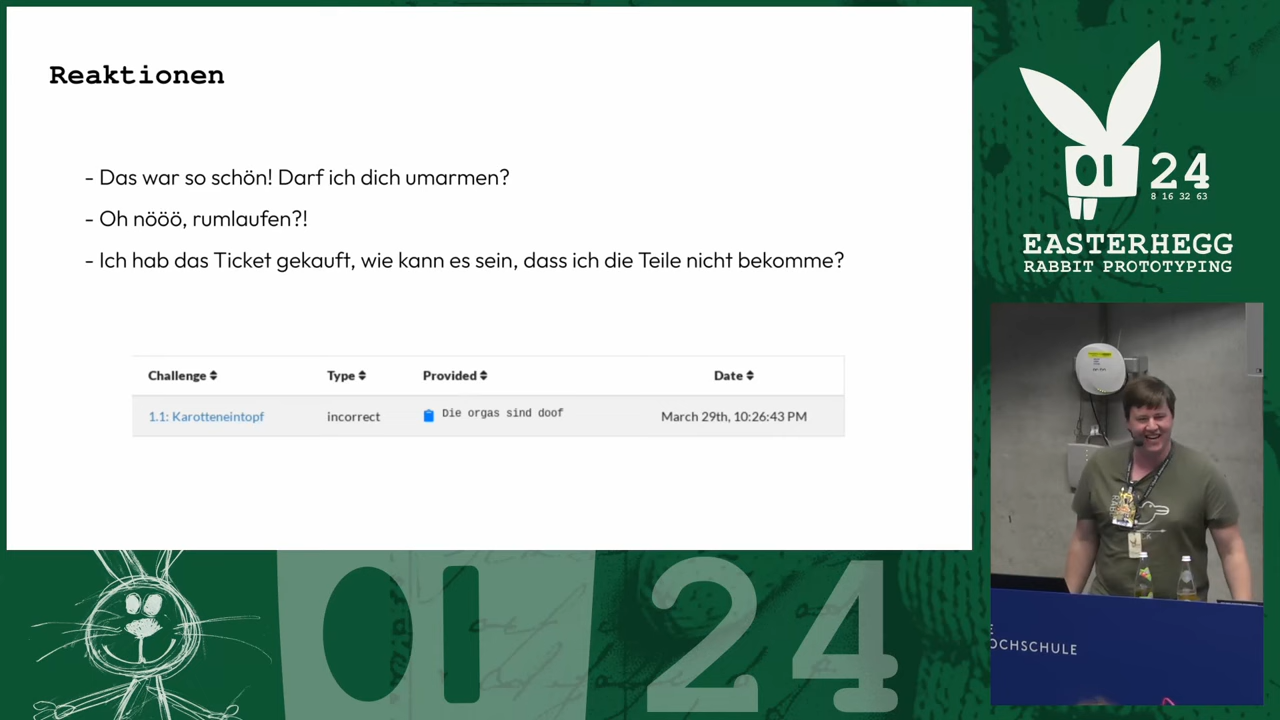 Reaktionen
- Das war so schön! Darf ich dich umarmen?
- Oh nööö, rumlaufen?!
- Ich hab das Ticket gekauft, wie kann es sein, dass ich die Teile nicht bekomme?
Challenge Type Provided Date
1.1: Karotteneintopf incorrect Die orgas sind doof March 29th, 10:26:43 PM
24
8 16 32 63
EASTERHEGG
RABBIT PROTOTYPING
OCHSCHULE
24